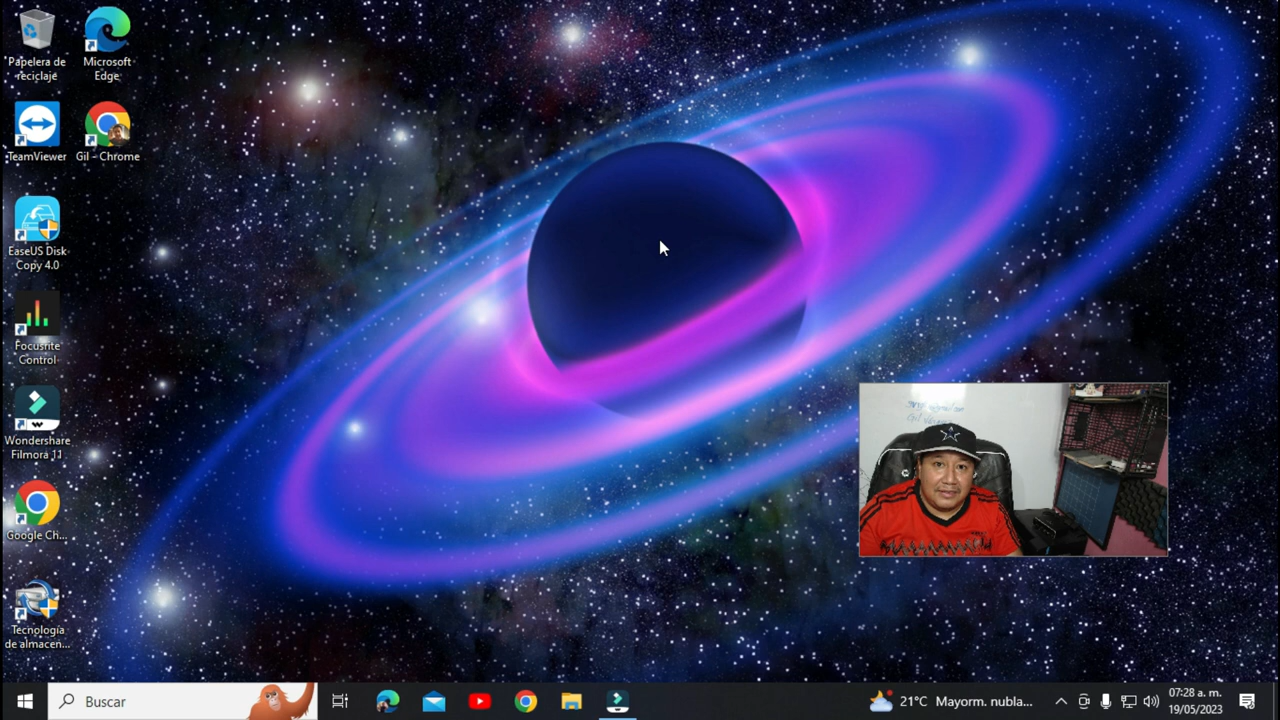 Papelera de
reciclaje
Microsoft
Edge
TeamViewer
Gil - Chrome
EaseUS Disk
Copy 4.0
Focusrite
Control
Wondershare
Filmora 11
Google Ch...
Tecnología
de almacen...
Buscar
21°C Mayorm. nubla...
07:28 a. m.
19/05/2023